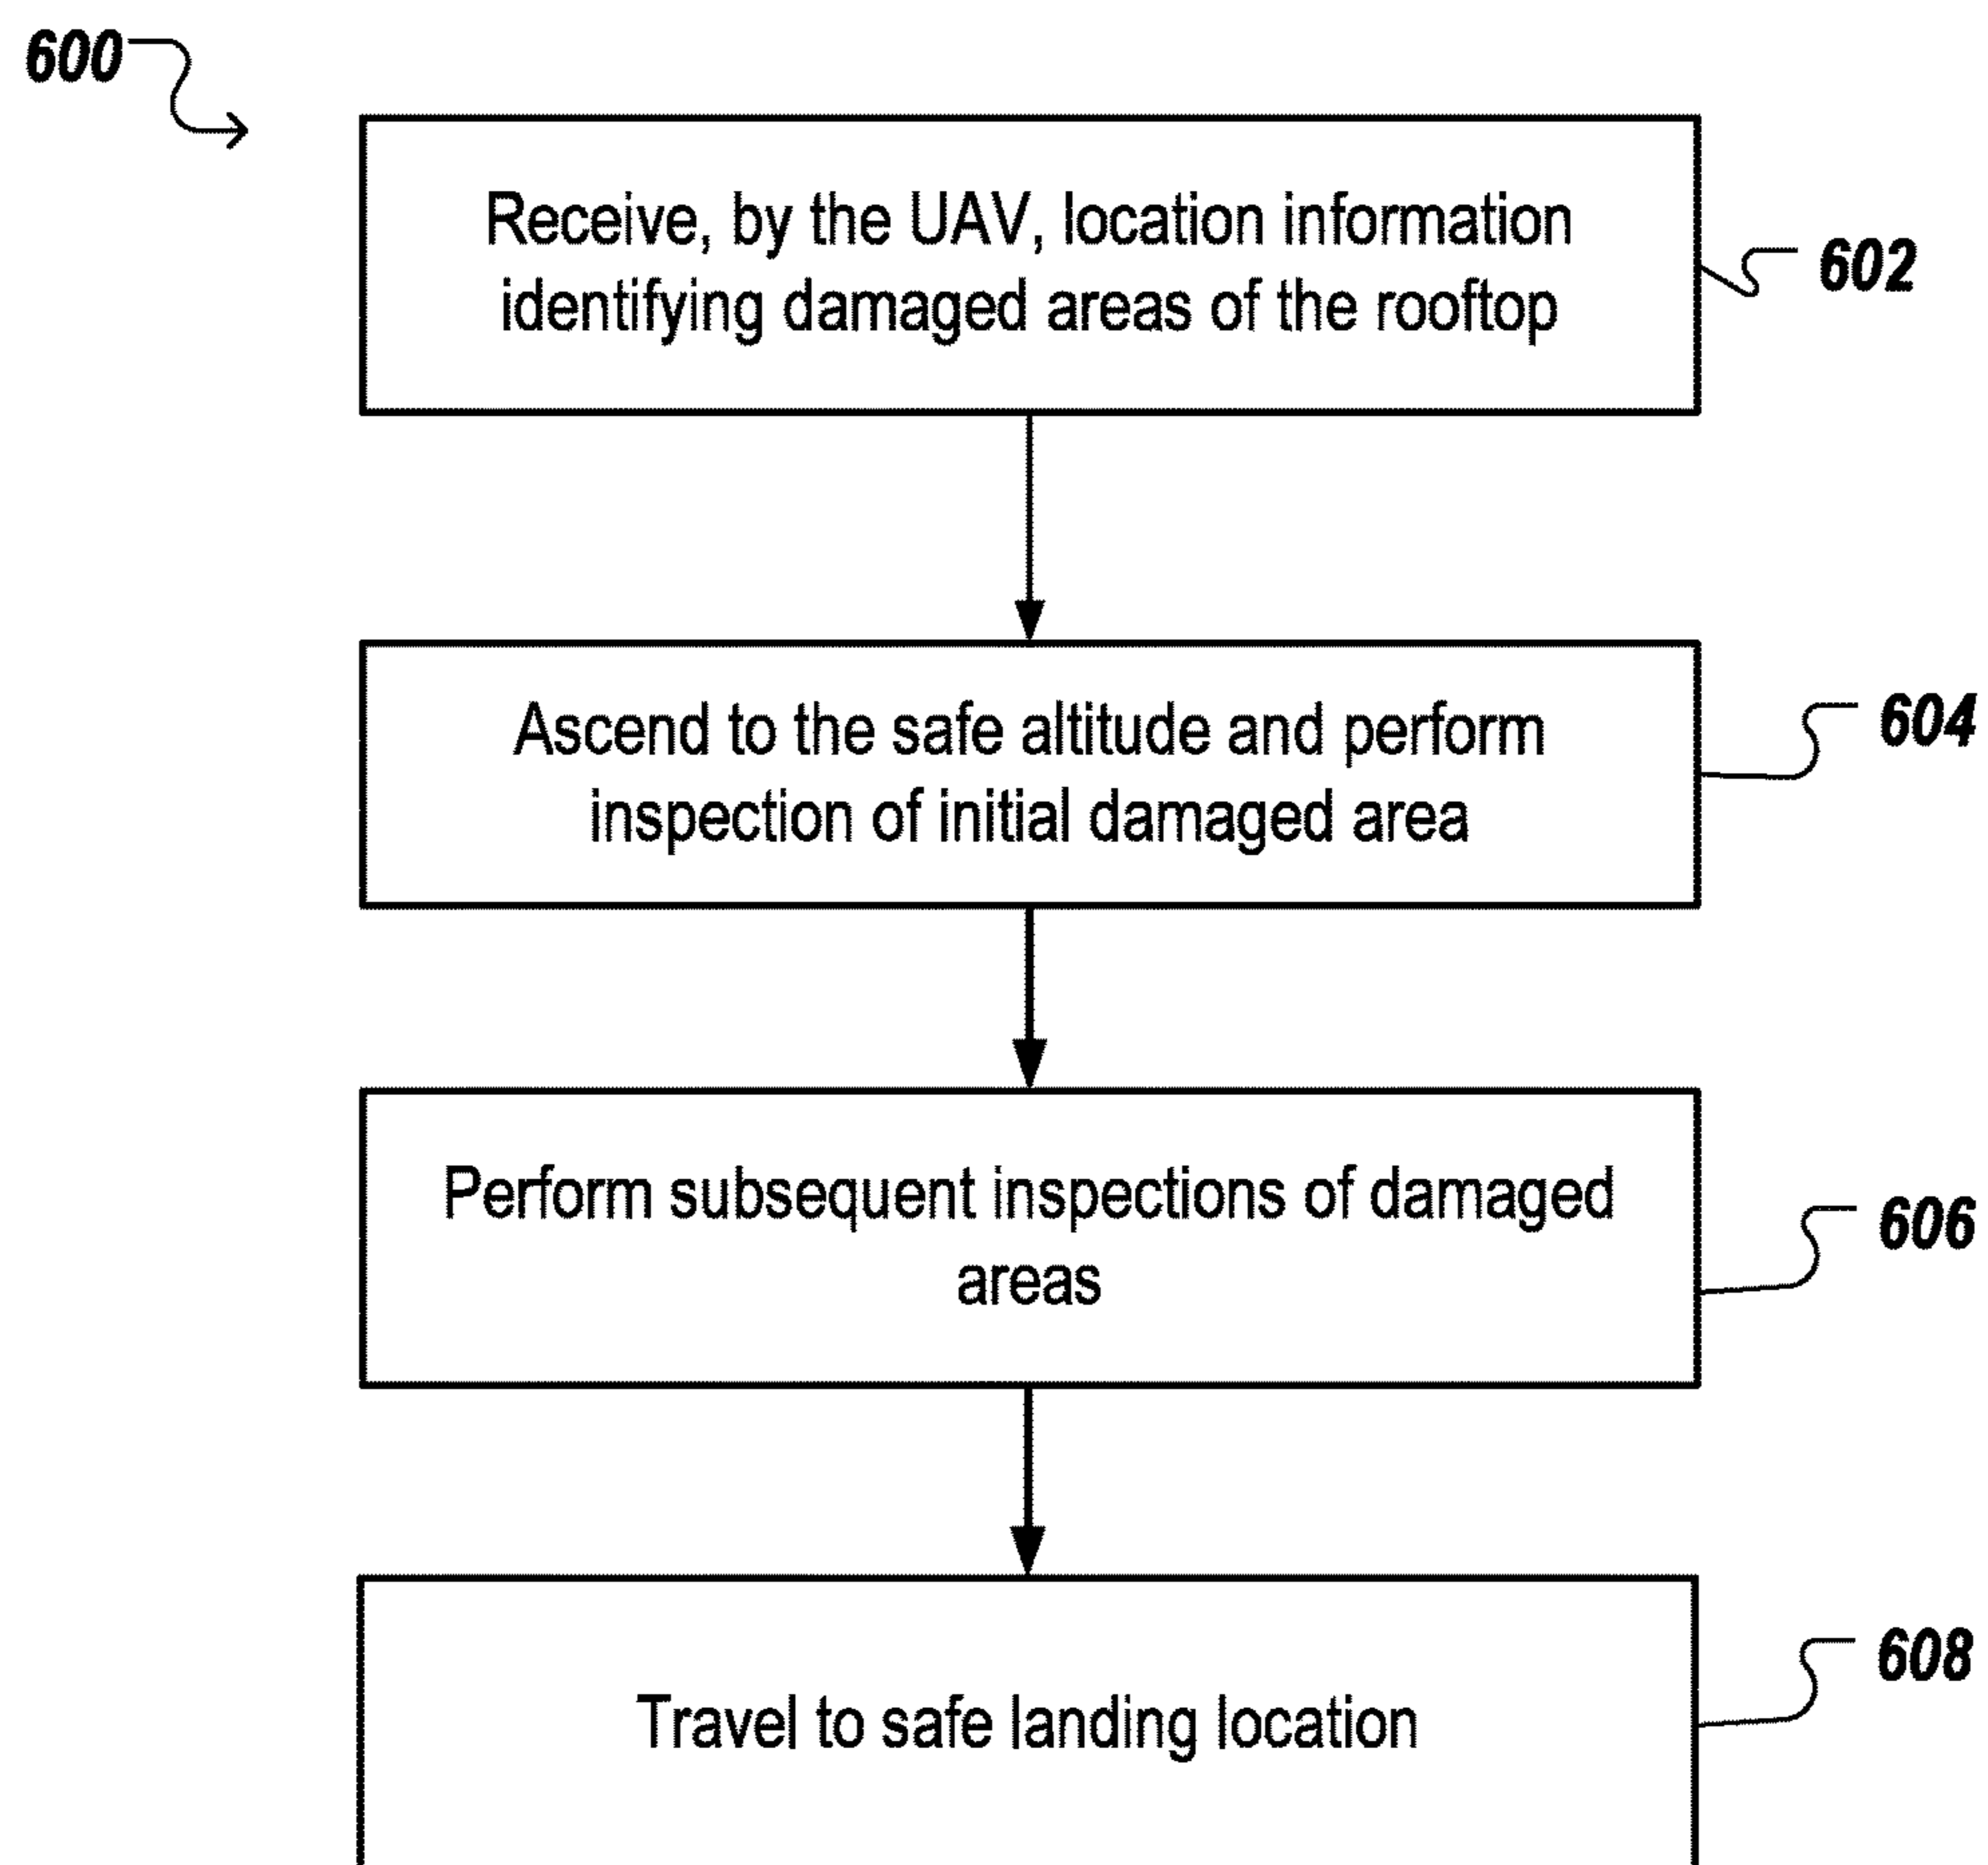 600
Receive, by the UAV, location information
identifying damaged areas of the rooftop
602
Ascend to the safe altitude and perform
inspection of initial damaged area
604
Perform subsequent inspections of damaged
areas
606
Travel to safe landing location
608